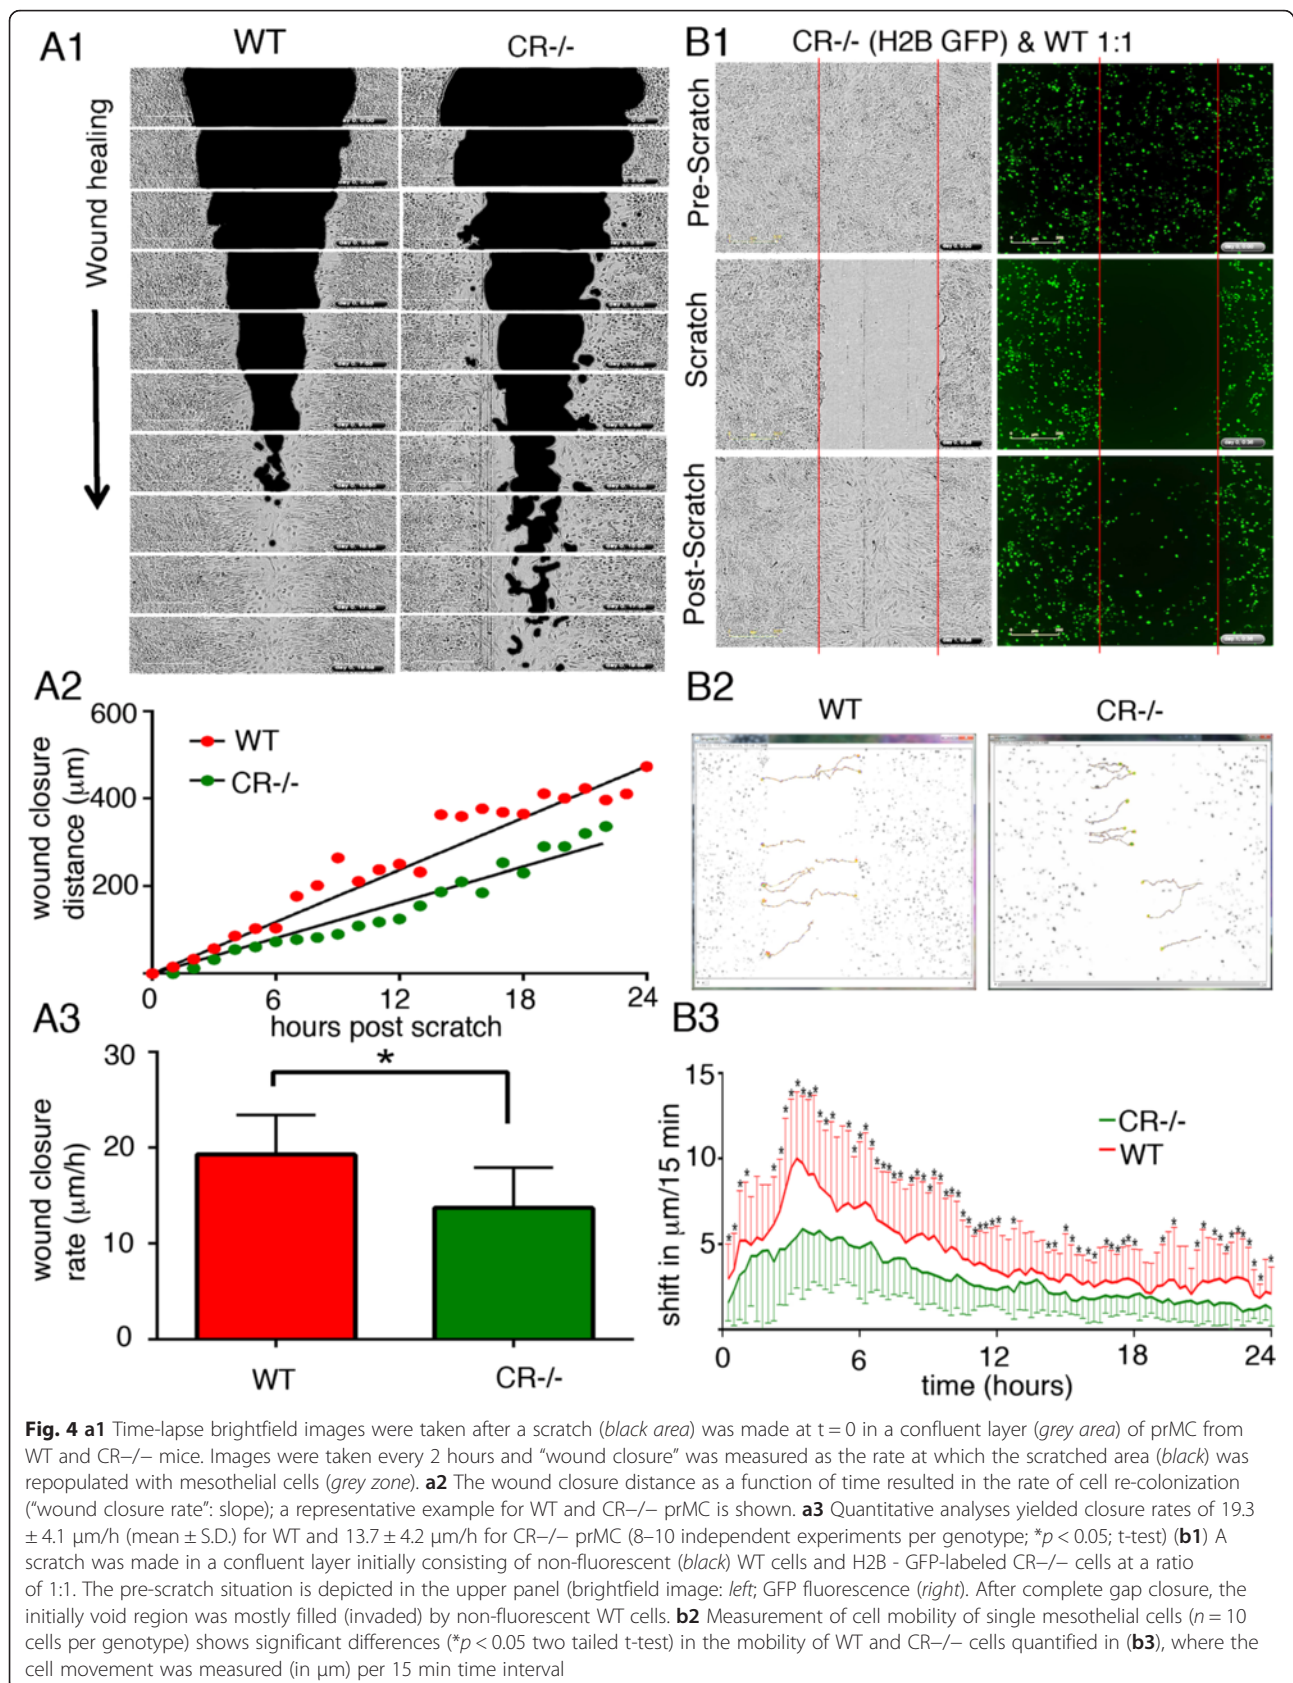 A1 WT CR-/-
B1 CR-/- (H2B GFP) & WT 1:1
Wound healing
Pre-Scratch
Scratch
Post-Scratch
A2
600
400
200
0 6 12 18 24
wound closure
distance (μm)
WT
CR-/-
hours post scratch
B2
WT CR-/-
A3
30
20
10
0
wound closure
rate (μm/h)
*
WT CR-/-
B3
15
10
5
shift in μm/15 min
CR-/-
WT
0 6 12 18 24
time (hours)
Fig. 4 a1 Time-lapse brightfield images were taken after a scratch (black area) was made at t = 0 in a confluent layer (grey area) of prMC from
WT and CR−/− mice. Images were taken every 2 hours and “wound closure” was measured as the rate at which the scratched area (black) was
repopulated with mesothelial cells (grey zone). a2 The wound closure distance as a function of time resulted in the rate of cell re-colonization
(“wound closure rate”: slope); a representative example for WT and CR−/− prMC is shown. a3 Quantitative analyses yielded closure rates of 19.3
± 4.1 μm/h (mean ± S.D.) for WT and 13.7 ± 4.2 μm/h for CR−/− prMC (8–10 independent experiments per genotype; *p < 0.05; t-test) (b1) A
scratch was made in a confluent layer initially consisting of non-fluorescent (black) WT cells and H2B - GFP-labeled CR−/− cells at a ratio
of 1:1. The pre-scratch situation is depicted in the upper panel (brightfield image: left; GFP fluorescence (right). After complete gap closure, the
initially void region was mostly filled (invaded) by non-fluorescent WT cells. b2 Measurement of cell mobility of single mesothelial cells (n = 10
cells per genotype) shows significant differences (*p < 0.05 two tailed t-test) in the mobility of WT and CR−/− cells quantified in (b3), where the
cell movement was measured (in μm) per 15 min time interval